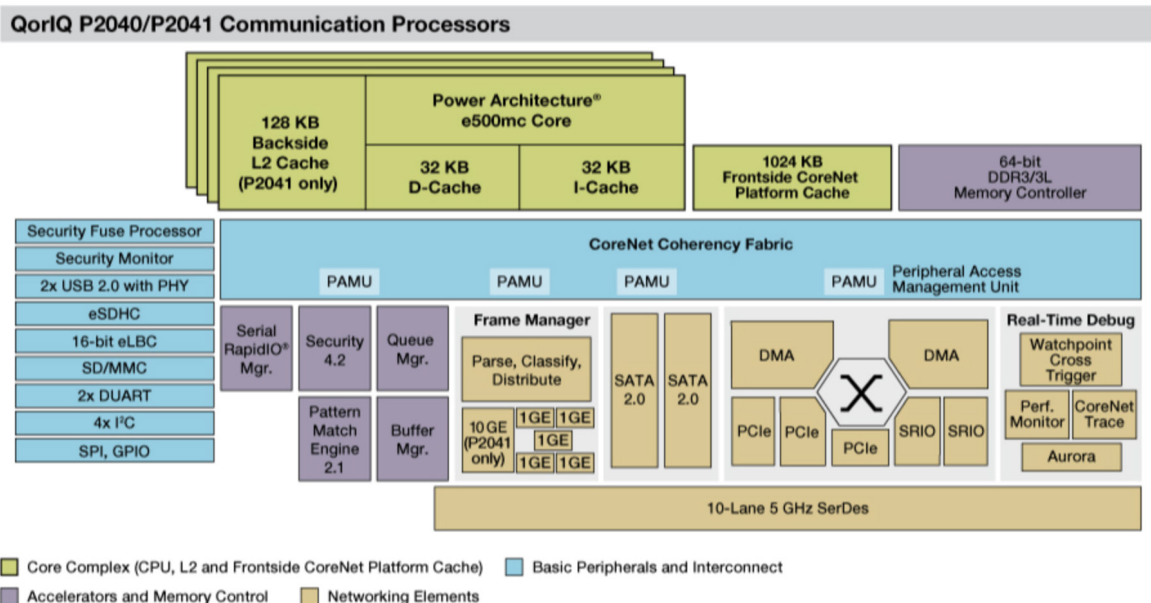 QorIQ P2040/P2041 Communication Processors
128 KB
Backside
L2 Cache
(P2041 only)
Power Architecture®
e500mc Core
32 KB
D-Cache
32 KB
I-Cache
1024 KB
Frontside CoreNet
Platform Cache
64-bit
DDR3/3L
Memory Controller
Security Fuse Processor
Security Monitor
2x USB 2.0 with PHY
eSDHC
16-bit eLBC
SD/MMC
2x DUART
4x I²C
SPI, GPIO
CoreNet Coherency Fabric
PAMU
PAMU
PAMU
PAMU
Peripheral Access
Management Unit
Serial
RapidIO®
Mgr.
Security
4.2
Queue
Mgr.
Pattern
Match
Engine
2.1
Buffer
Mgr.
Frame Manager
Parse, Classify,
Distribute
10 GE
(P2041
only)
1GE 1GE
1GE
1GE 1GE
SATA
2.0
SATA
2.0
DMA
DMA
PCIe
PCIe
PCIe
SRIO
SRIO
Real-Time Debug
Watchpoint
Cross
Trigger
Perf.
Monitor
CoreNet
Trace
Aurora
10-Lane 5 GHz SerDes
Core Complex (CPU, L2 and Frontside CoreNet Platform Cache)
Basic Peripherals and Interconnect
Accelerators and Memory Control
Networking Elements